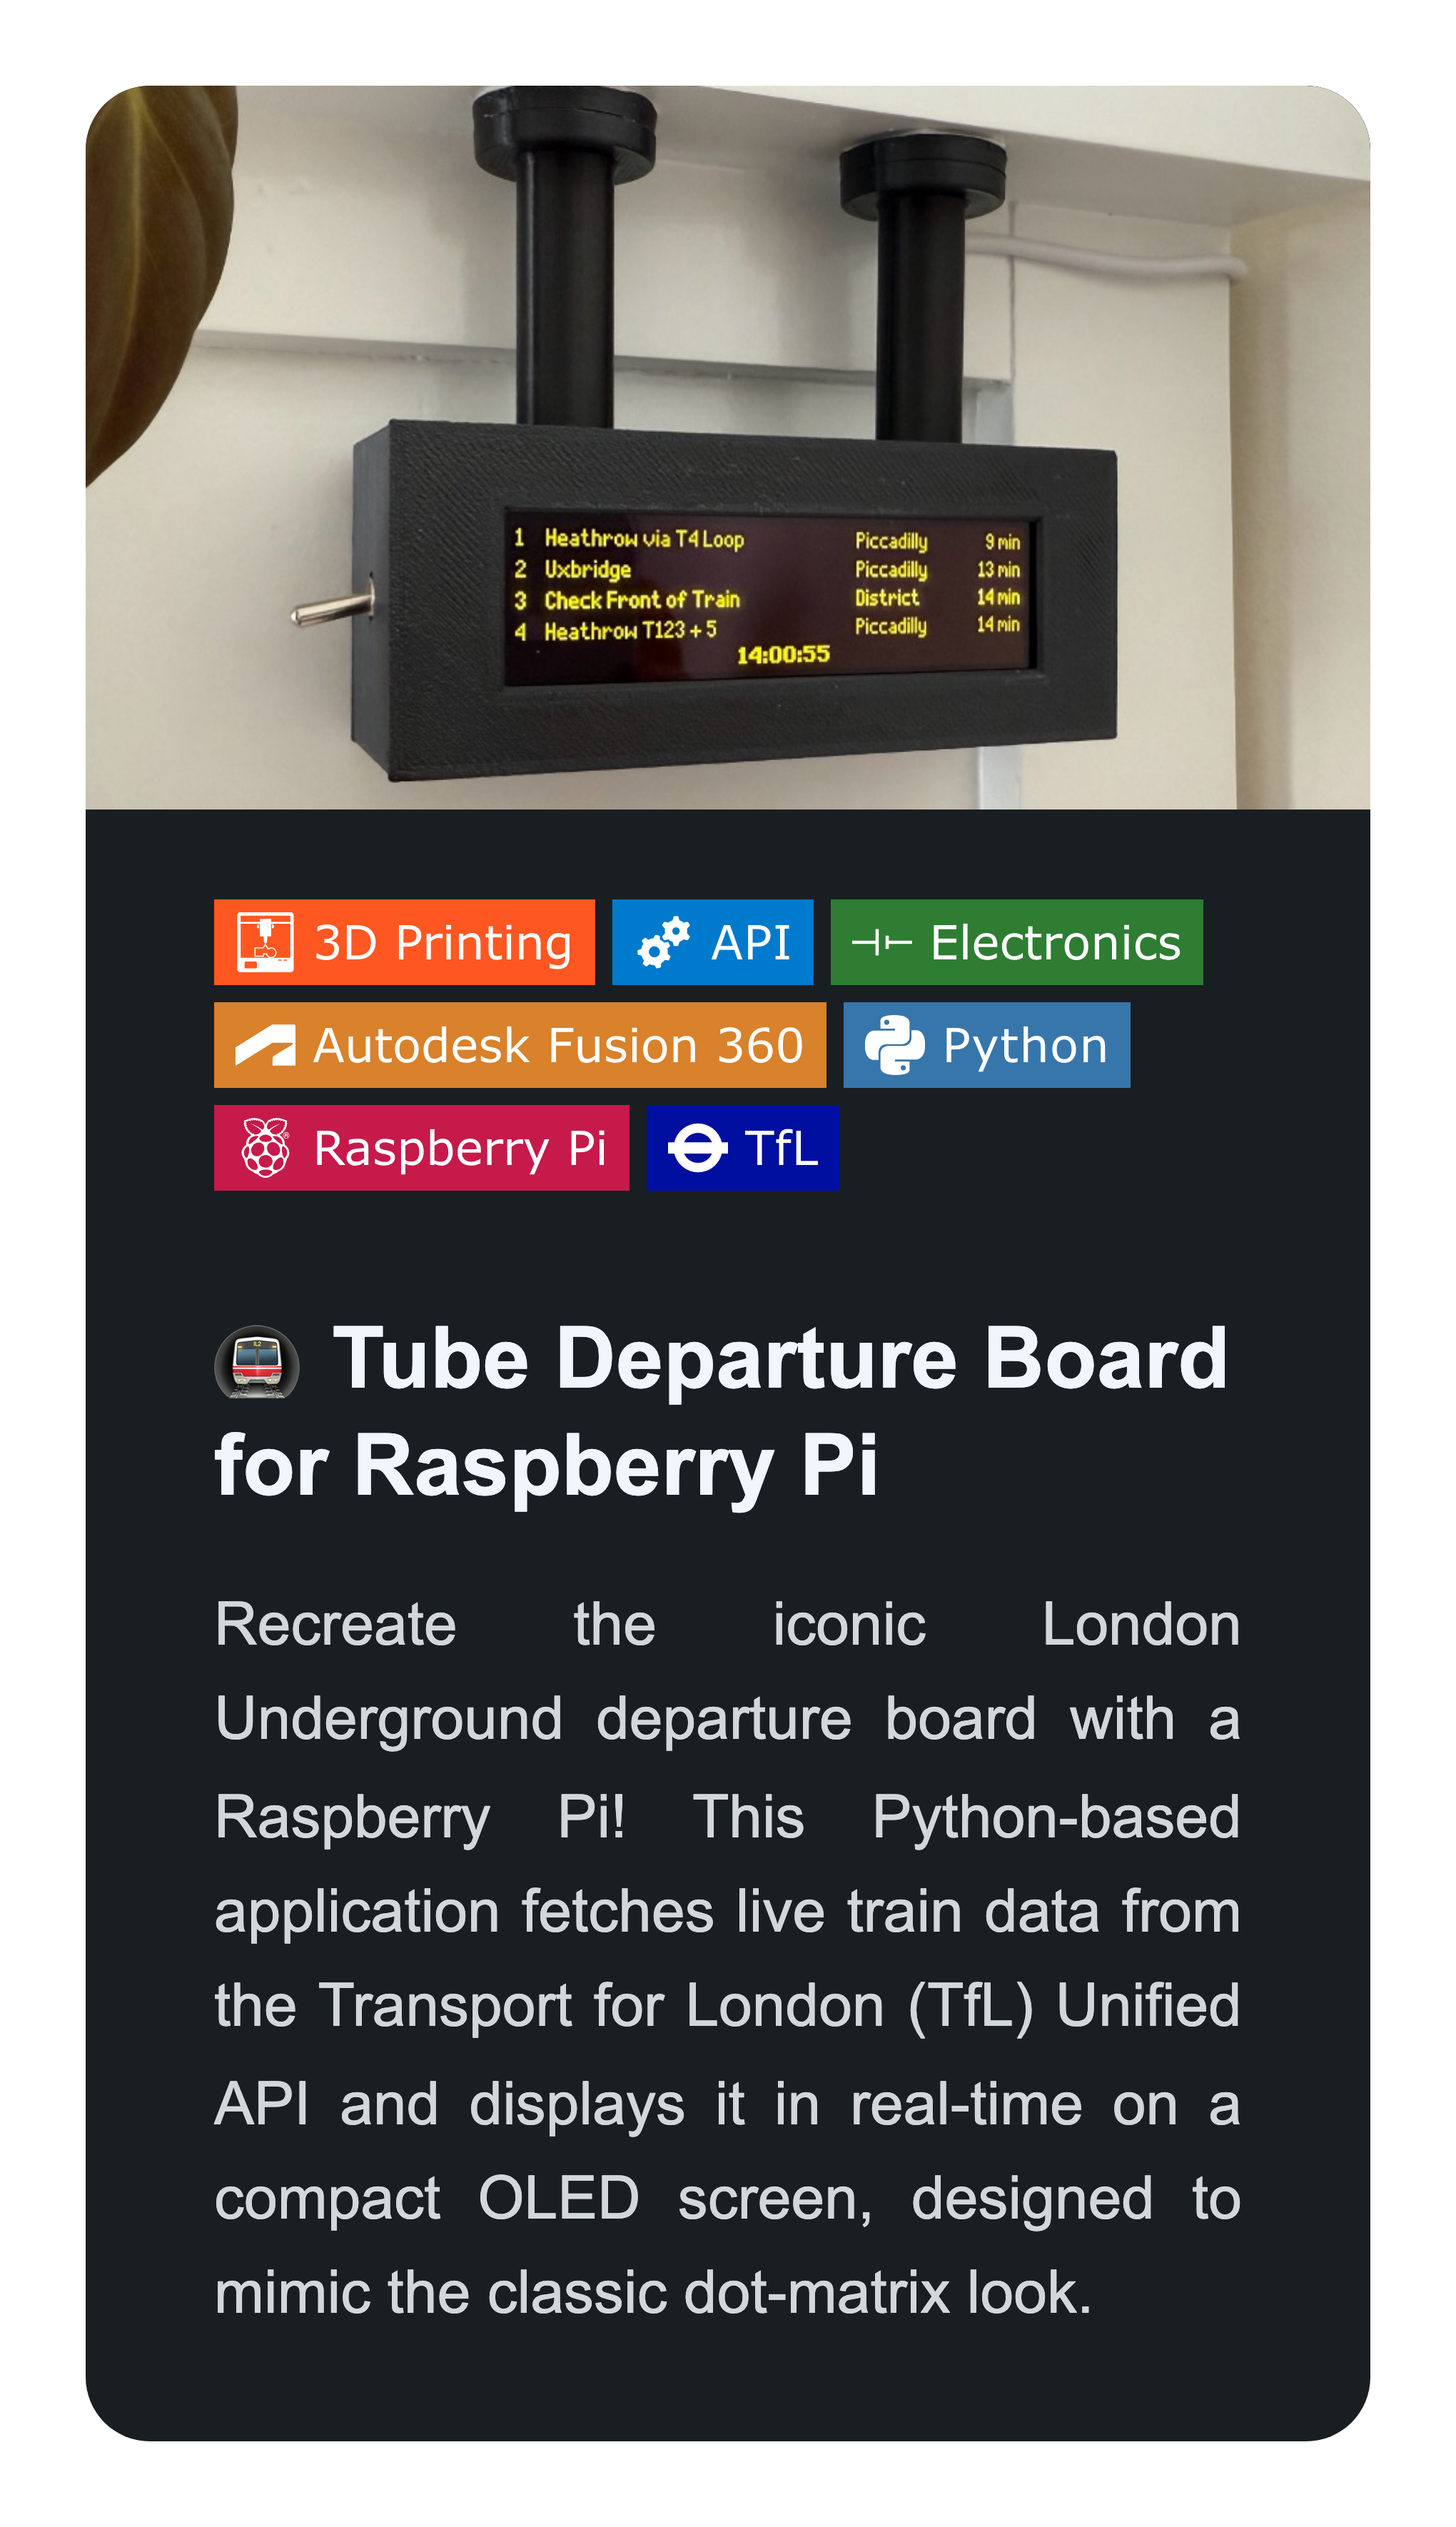 1 Heathrow via T4 Loop Piccadilly 9 min
2 Uxbridge Piccadilly 13 min
3 Check Front of Train District 14 min
4 Heathrow T123 + 5 Piccadilly 14 min
14:00:55
3D Printing API Electronics
Autodesk Fusion 360 Python
Raspberry Pi TfL
Tube Departure Board
for Raspberry Pi
Recreate the iconic London
Underground departure board with a
Raspberry Pi! This Python-based
application fetches live train data from
the Transport for London (TfL) Unified
API and displays it in real-time on a
compact OLED screen, designed to
mimic the classic dot-matrix look.